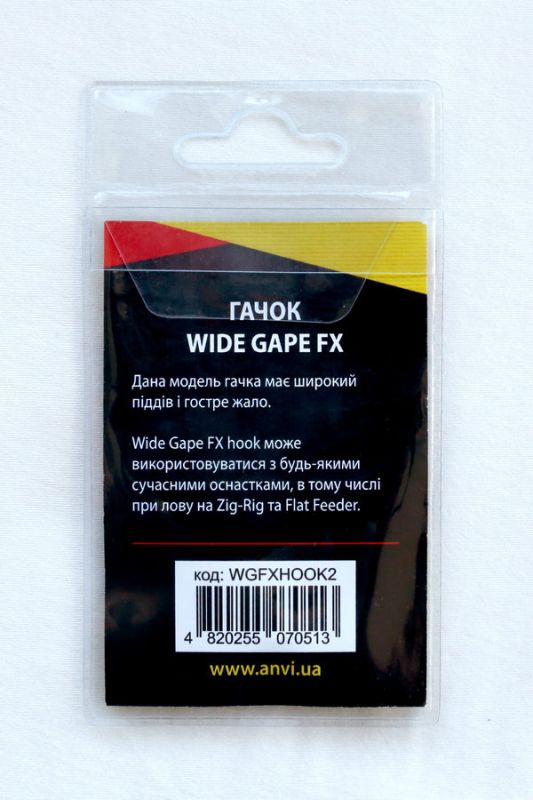 ГАЧОК
WIDE GAPE FX
Дана модель гачка має широкий
піддів і гостре жало.
Wide Gape FX hook може
використовуватися з будь-якими
сучасними оснастками, в тому числі
при лову на Zig-Rig та Flat Feeder.
код: WGFXHOOK2
4 820255 070513
www.anvi.ua